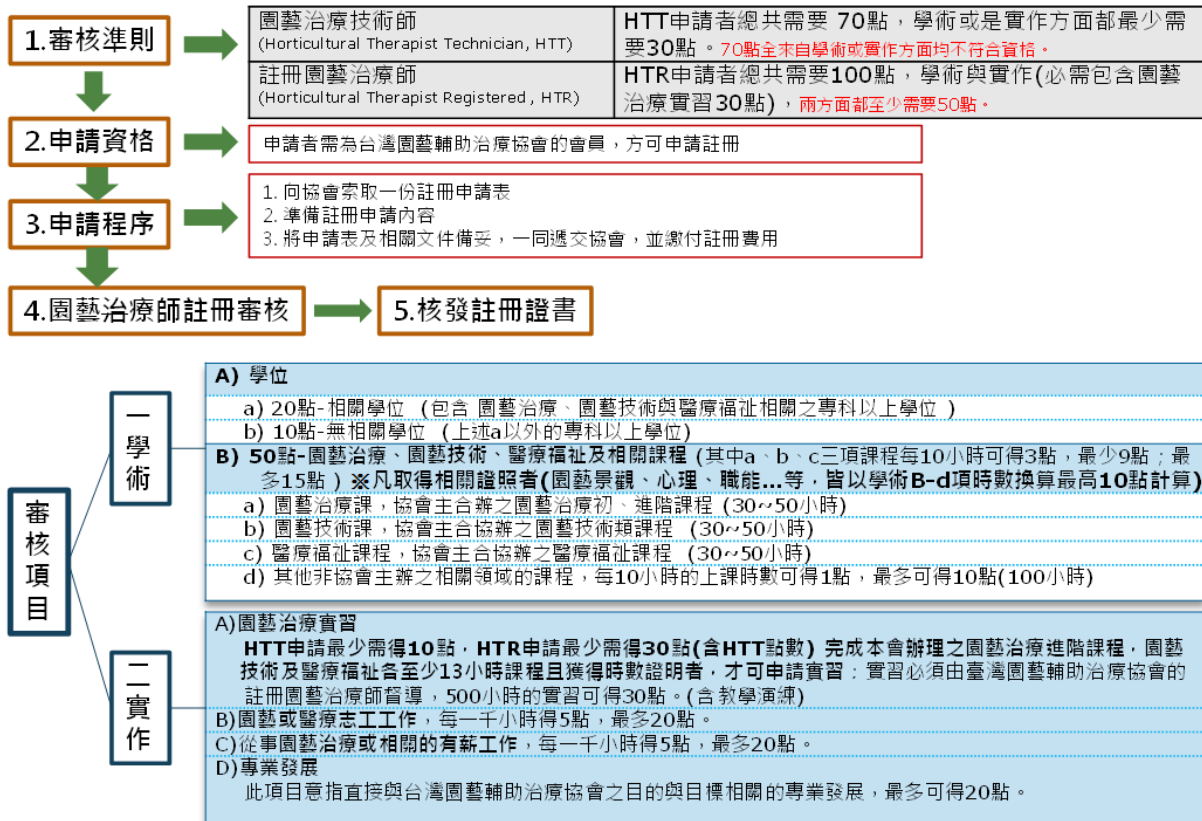 1.審核準則
園藝治療技術師
(Horticultural Therapist Technician, HTT)
HTT申請者總共需要 70點，學術或是實作方面都最少需
要30點。70點全來自學術或實作方面均不符合資格。
註冊園藝治療師
(Horticultural Therapist Registered , HTR)
HTR申請者總共需要100點，學術與實作(必需包含園藝
治療實習30點)，兩方面都至少需要50點。
2.申請資格
申請者需為台灣園藝輔助治療協會的會員，方可申請註冊
3.申請程序
1. 向協會索取一份註冊申請表
2. 準備註冊申請內容
3. 將申請表及相關文件備妥，一同遞交協會，並繳付註冊費用
4.園藝治療師註冊審核
5.核發註冊證書
審核項目
一學術
A) 學位
a) 20點-相關學位 (包含 園藝治療、園藝技術與醫療福祉相關之專科以上學位 )
b) 10點-無相關學位 (上述a以外的專科以上學位)
B) 50點-園藝治療、園藝技術、醫療福祉及相關課程 (其中a、b、c三項課程每10小時可得3點，最少9點；最
多15點 ) ※凡取得相關證照者(園藝景觀、心理、職能...等，皆以學術B-d項時數換算最高10點計算)
a) 園藝治療課，協會主合辦之園藝治療初、進階課程 (30~50小時)
b) 園藝技術課，協會主合協辦之園藝技術類課程 (30~50小時)
c) 醫療福祉課程，協會主合協辦之醫療福祉課程 (30~50小時)
d) 其他非協會主辦之相關領域的課程，每10小時的上課時數可得1點，最多可得10點(100小時)
二實作
A)園藝治療實習
HTT申請最少需得10點，HTR申請最少需得30點(含HTT點數) 完成本會辦理之園藝治療進階課程，園藝
技術及醫療福祉各至少13小時課程且獲得時數證明者，才可申請實習；實習必須由臺灣園藝輔助治療協會的
註冊園藝治療師督導，500小時的實習可得30點。(含教學演練)
B)園藝或醫療志工工作，每一千小時得5點，最多20點。
C)從事園藝治療或相關的有薪工作，每一千小時得5點，最多20點。
D)專業發展
此項目意指直接與台灣園藝輔助治療協會之目的與目標相關的專業發展，最多可得20點。